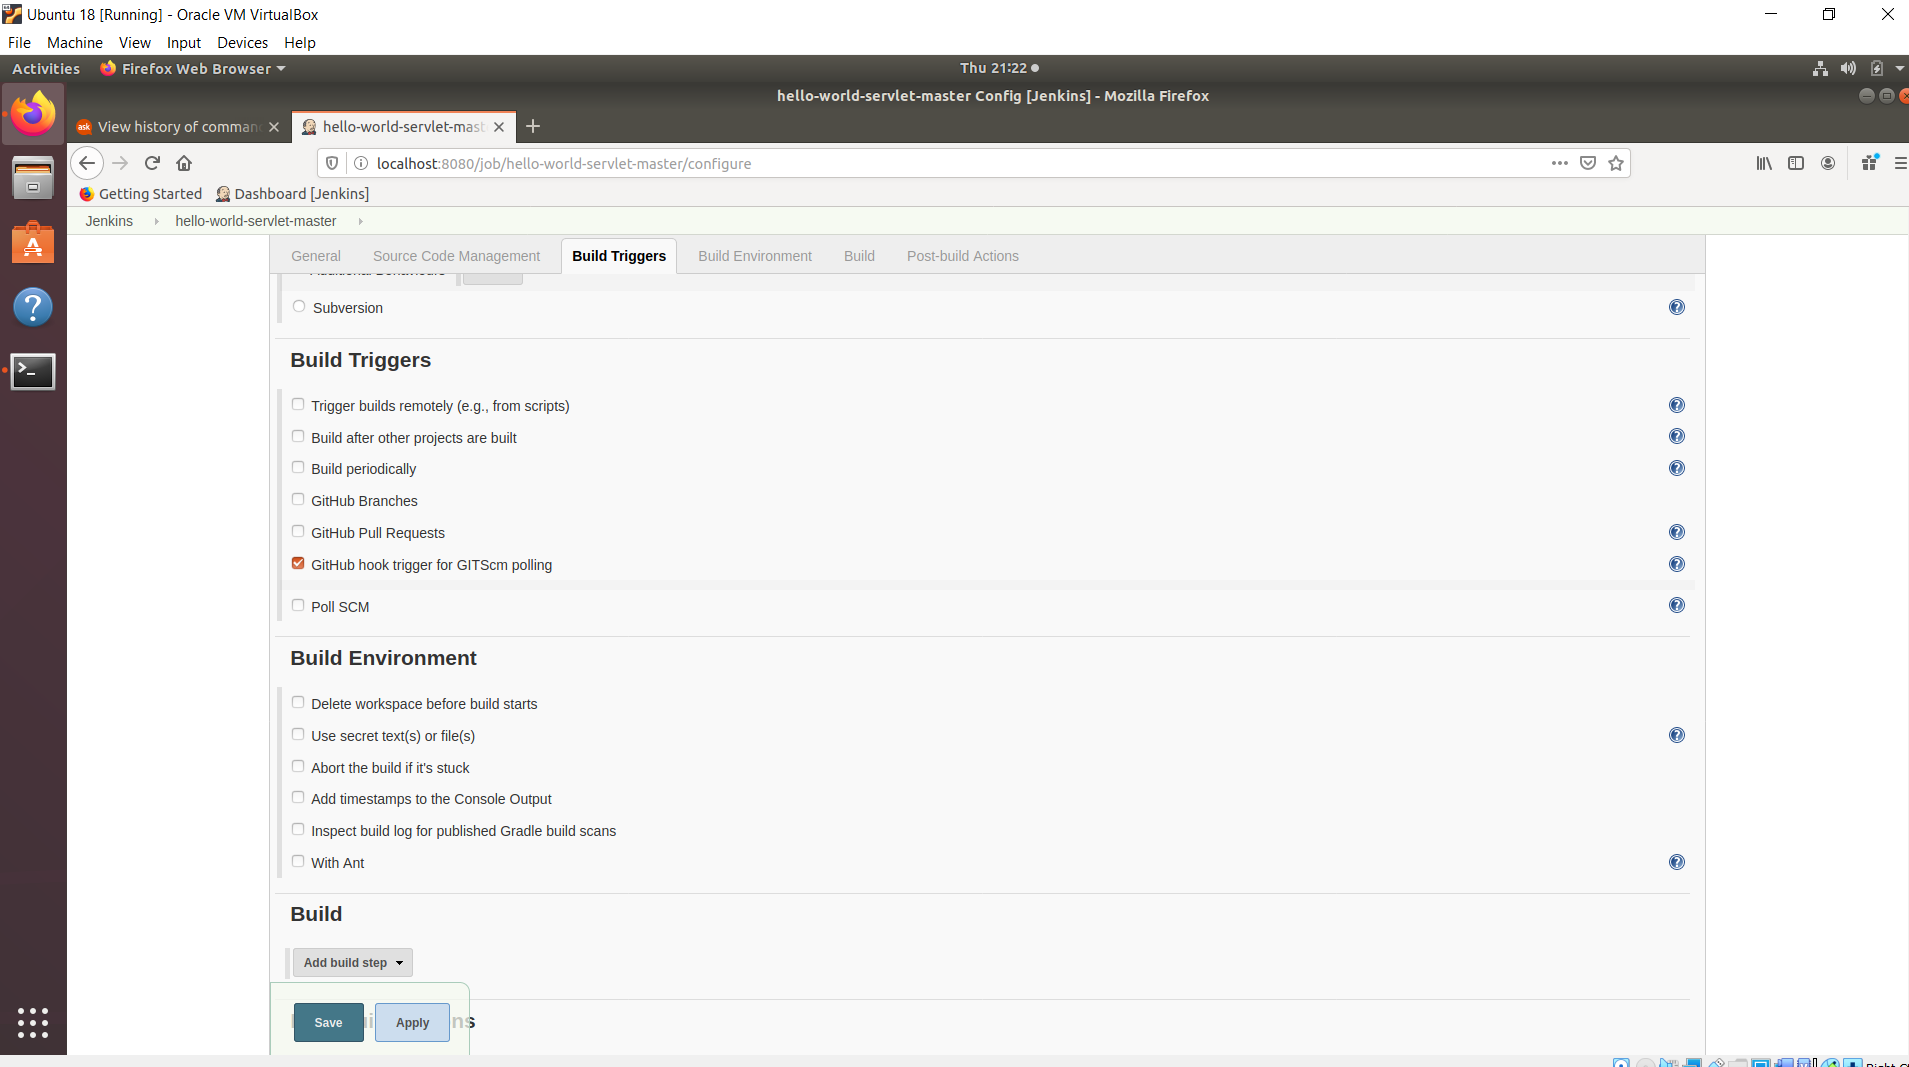 Ubuntu 18 [Running] - Oracle VM VirtualBox
File Machine View Input Devices Help
Activities Firefox Web Browser Thu 21:22
hello-world-servlet-master Config [Jenkins] - Mozilla Firefox
ask View history of comman hello-world-servlet-mast
localhost:8080/job/hello-world-servlet-master/configure
Getting Started Dashboard [Jenkins]
Jenkins hello-world-servlet-master
General Source Code Management Build Triggers Build Environment Build Post-build Actions
Additional Behaviours
Subversion
Build Triggers
Trigger builds remotely (e.g., from scripts)
Build after other projects are built
Build periodically
GitHub Branches
GitHub Pull Requests
GitHub hook trigger for GITScm polling
Poll SCM
Build Environment
Delete workspace before build starts
Use secret text(s) or file(s)
Abort the build if it's stuck
Add timestamps to the Console Output
Inspect build log for published Gradle build scans
With Ant
Build
Add build step
Save Apply